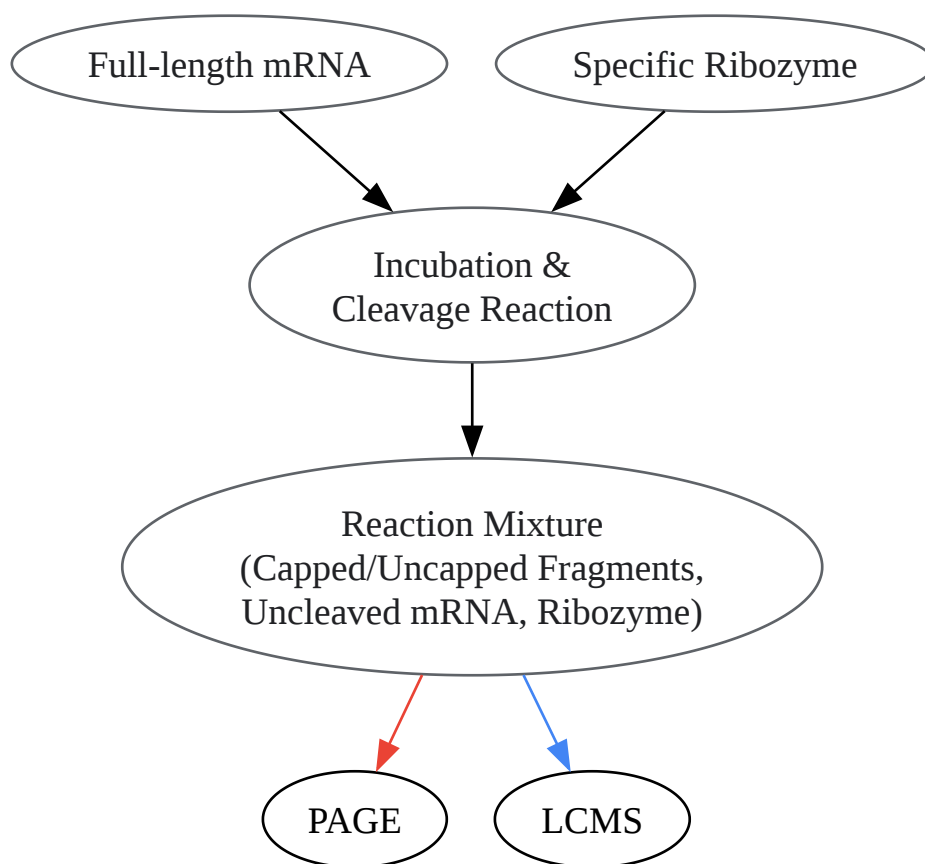 Full-length mRNA
Specific Ribozyme
Incubation &
Cleavage Reaction
Reaction Mixture
(Capped/Uncapped Fragments,
Uncleaved mRNA, Ribozyme)
PAGE
LCMS